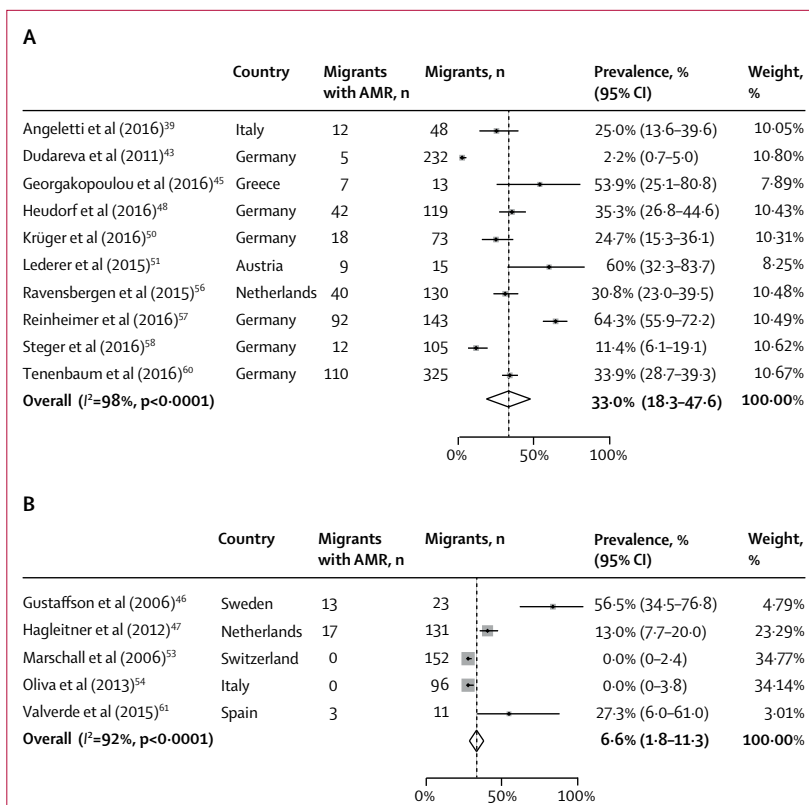 A
Country Migrants with AMR, n Migrants, n Prevalence, % (95% CI) Weight, %
Angeletti et al (2016)³⁹ Italy 12 48 25·0% (13·6–39·6) 10·05%
Dudareva et al (2011)⁴³ Germany 5 232 2·2% (0·7–5·0) 10·80%
Georgakopoulou et al (2016)⁴⁵ Greece 7 13 53·9% (25·1–80·8) 7·89%
Heudorf et al (2016)⁴⁸ Germany 42 119 35·3% (26·8–44·6) 10·43%
Krüger et al (2016)⁵⁰ Germany 18 73 24·7% (15·3–36·1) 10·31%
Lederer et al (2015)⁵¹ Austria 9 15 60% (32·3–83·7) 8·25%
Ravensbergen et al (2015)⁵⁶ Netherlands 40 130 30·8% (23·0–39·5) 10·48%
Reinheimer et al (2016)⁵⁷ Germany 92 143 64·3% (55·9–72·2) 10·49%
Steger et al (2016)⁵⁸ Germany 12 105 11·4% (6·1–19·1) 10·62%
Tenenbaum et al (2016)⁶⁰ Germany 110 325 33·9% (28·7–39·3) 10·67%
Overall (I²=98%, p<0·0001) 33·0% (18·3–47·6) 100·00%
0% 50% 100%
B
Country Migrants with AMR, n Migrants, n Prevalence, % (95% CI) Weight, %
Gustaffson et al (2006)⁴⁶ Sweden 13 23 56·5% (34·5–76·8) 4·79%
Hagleitner et al (2012)⁴⁷ Netherlands 17 131 13·0% (7·7–20·0) 23·29%
Marschall et al (2006)⁵³ Switzerland 0 152 0·0% (0–2·4) 34·77%
Oliva et al (2013)⁵⁴ Italy 0 96 0·0% (0–3·8) 34·14%
Valverde et al (2015)⁶¹ Spain 3 11 27·3% (6·0–61·0) 3·01%
Overall (I²=92%, p<0·0001) 6·6% (1·8–11·3) 100·00%
0% 50% 100%